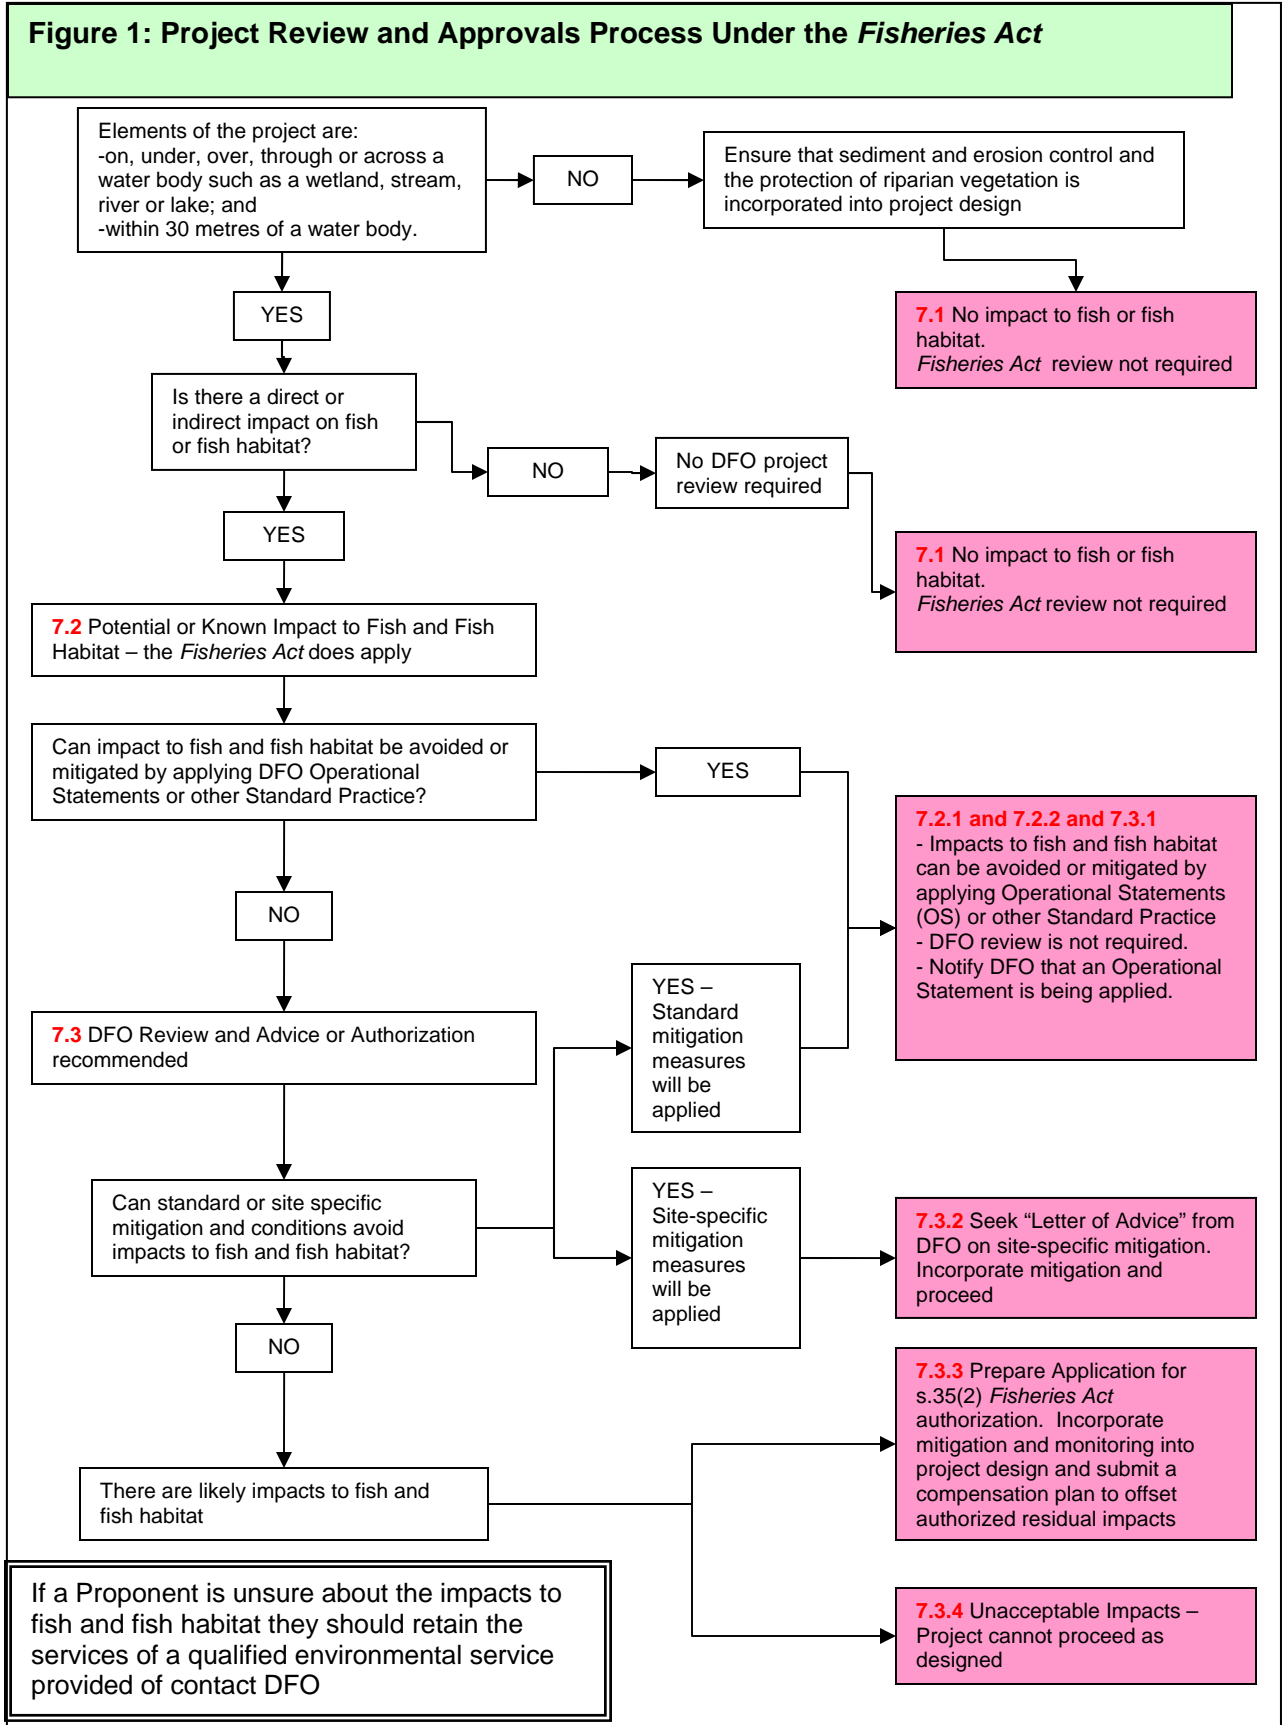 Figure 1: Project Review and Approvals Process Under the Fisheries Act
Elements of the project are:
-on, under, over, through or across a
water body such as a wetland, stream,
river or lake; and
-within 30 metres of a water body.
NO
Ensure that sediment and erosion control and
the protection of riparian vegetation is
incorporated into project design
YES
7.1 No impact to fish or fish
habitat.
Fisheries Act review not required
Is there a direct or
indirect impact on fish
or fish habitat?
NO
No DFO project
review required
YES
7.1 No impact to fish or fish
habitat.
Fisheries Act review not required
7.2 Potential or Known Impact to Fish and Fish
Habitat – the Fisheries Act does apply
Can impact to fish and fish habitat be avoided or
mitigated by applying DFO Operational
Statements or other Standard Practice?
YES
7.2.1 and 7.2.2 and 7.3.1
- Impacts to fish and fish habitat
can be avoided or mitigated by
applying Operational Statements
(OS) or other Standard Practice
- DFO review is not required.
- Notify DFO that an Operational
Statement is being applied.
NO
7.3 DFO Review and Advice or Authorization
recommended
YES –
Standard
mitigation
measures
will be
applied
Can standard or site specific
mitigation and conditions avoid
impacts to fish and fish habitat?
YES –
Site-specific
mitigation
measures
will be
applied
7.3.2 Seek “Letter of Advice” from
DFO on site-specific mitigation.
Incorporate mitigation and
proceed
NO
7.3.3 Prepare Application for
s.35(2) Fisheries Act
authorization.  Incorporate
mitigation and monitoring into
project design and submit a
compensation plan to offset
authorized residual impacts
There are likely impacts to fish and
fish habitat
7.3.4 Unacceptable Impacts –
Project cannot proceed as
designed
If a Proponent is unsure about the impacts to
fish and fish habitat they should retain the
services of a qualified environmental service
provided of contact DFO